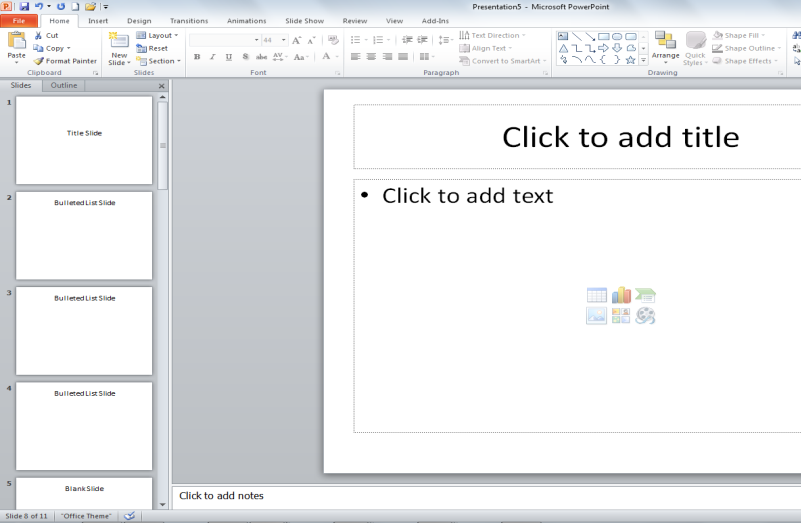 Presentation5 - Microsoft PowerPoint
File Home Insert Design Transitions Animations Slide Show Review View Add-Ins
Paste
Cut
Copy
Format Painter
Clipboard
New
Slide
Layout
Reset
Section
Slides
44
A A
B I U S abc AV Aa A
Font
Text Direction
Align Text
Convert to SmartArt
Paragraph
Arrange
Quick
Styles
Shape Fill
Shape Outline
Shape Effects
Drawing
Slides Outline
1
Title Slide
2
Bulleted List Slide
3
Bulleted List Slide
4
Bulleted List Slide
5
Blank Slide
Click to add title
• Click to add text
Click to add notes
Slide 8 of 11 "Office Theme"